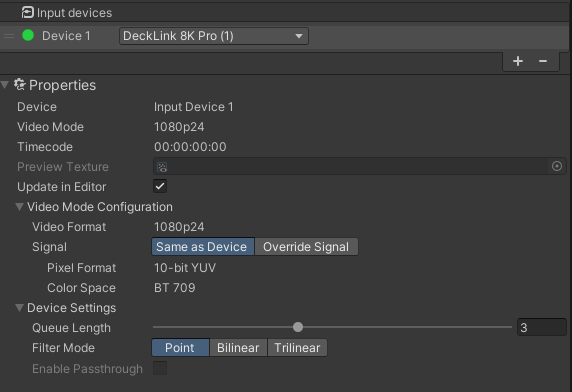 Input devices
Device 1 DeckLink 8K Pro (1)
+ −
Properties
Device Input Device 1
Video Mode 1080p24
Timecode 00:00:00:00
Preview Texture
Update in Editor
Video Mode Configuration
Video Format 1080p24
Signal Same as Device Override Signal
Pixel Format 10-bit YUV
Color Space BT 709
Device Settings
Queue Length 3
Filter Mode Point Bilinear Trilinear
Enable Passthrough